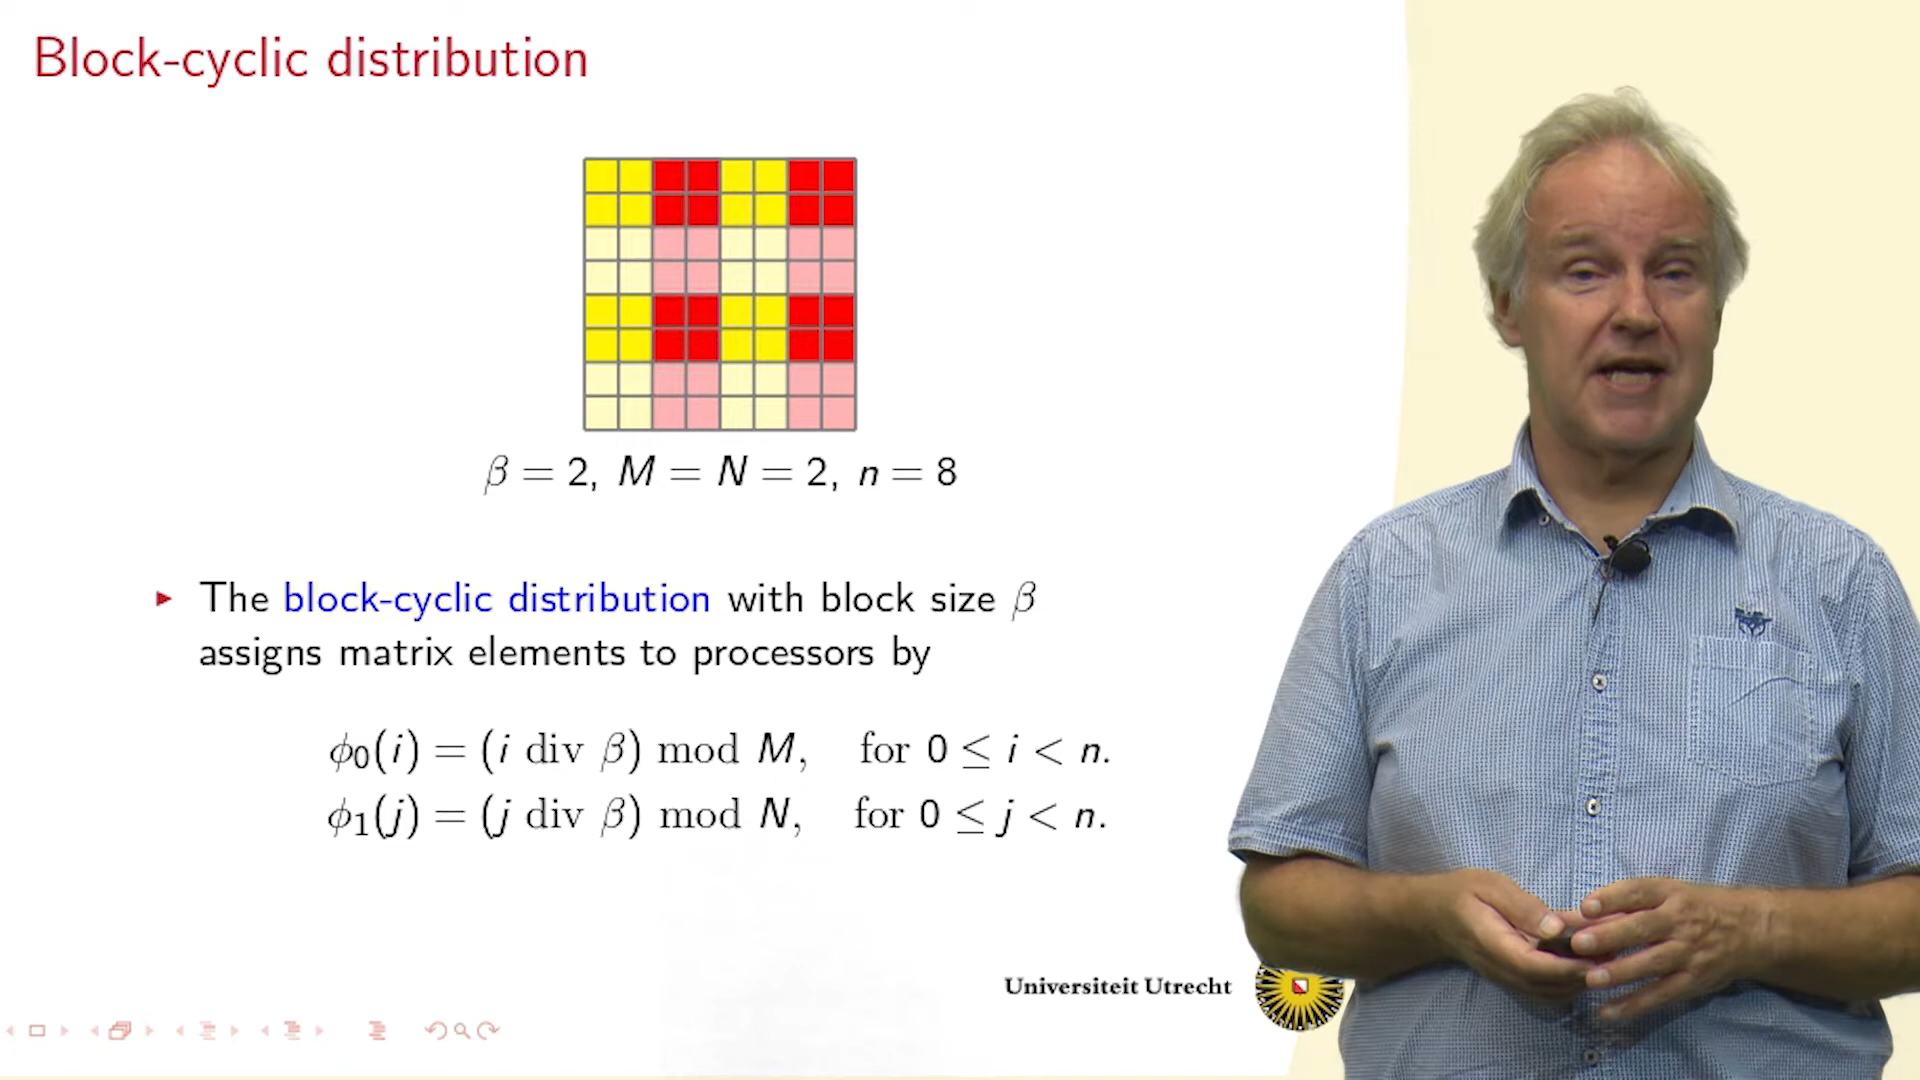 Block-cyclic distribution
β = 2, M = N = 2, n = 8
The block-cyclic distribution with block size β
assigns matrix elements to processors by
ϕ₀(i) = (i div β) mod M, for 0 ≤ i < n.
ϕ₁(j) = (j div β) mod N, for 0 ≤ j < n.
Universiteit Utrecht